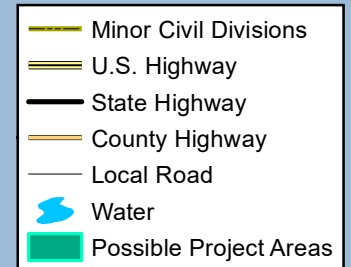 Minor Civil Divisions
U.S. Highway
State Highway
County Highway
Local Road
Water
Possible Project Areas